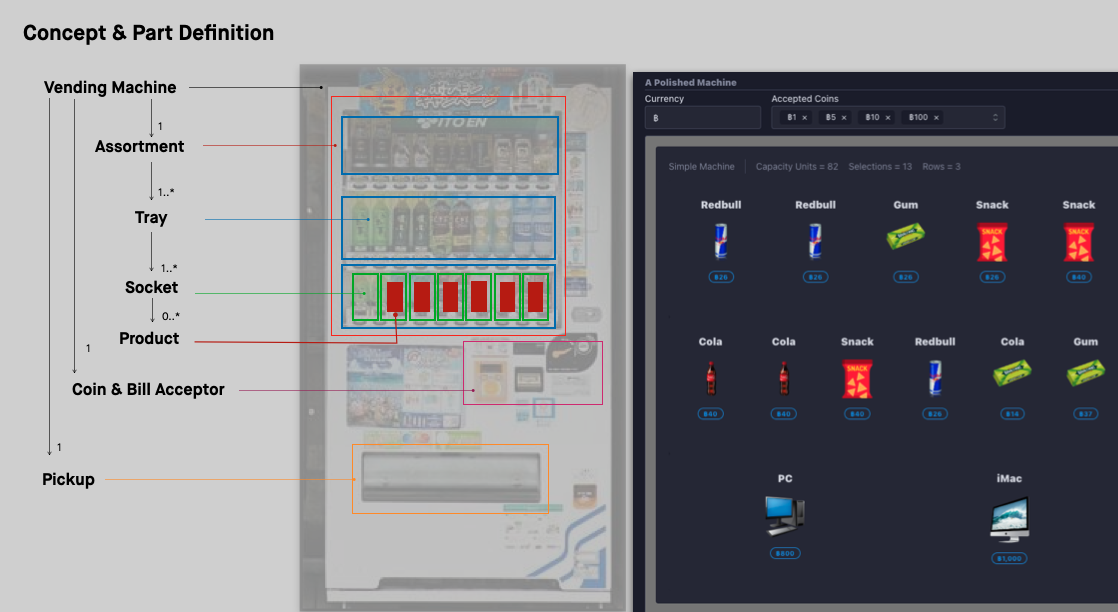 Concept & Part Definition
Vending Machine
1
Assortment
1..*
Tray
1..*
Socket
0..*
Product
1
Coin & Bill Acceptor
1
Pickup
ITO EN
A Polished Machine
Currency
Accepted Coins
฿
฿1 × ฿5 × ฿10 × ฿100 ×
Simple Machine Capacity Units = 82 Selections = 13 Rows = 3
Redbull Redbull Gum Snack Snack
SNACK SNACK
฿26 ฿26 ฿26 ฿26 ฿40
Cola Cola Snack Redbull Cola Gum
SNACK
฿40 ฿40 ฿40 ฿26 ฿14 ฿37
PC iMac
฿800 ฿1,000